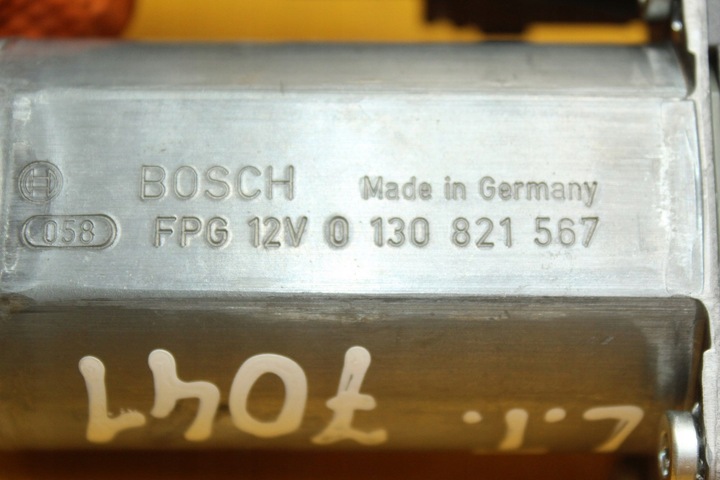 BOSCH Made in Germany
058 FPG 12V 0 130 821 567
7041